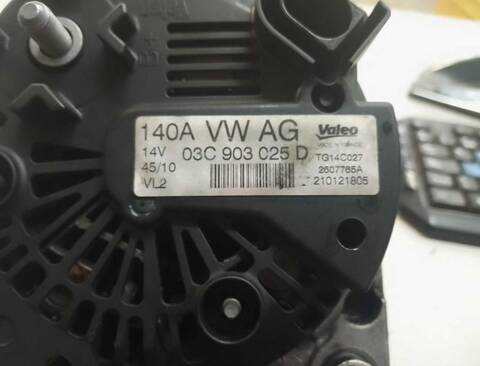 140A VW AG Valeo
14V 03C 903 025 D MADE IN FRANCE
45/10 TG14C027
VL2 2607765A
210121805
B+